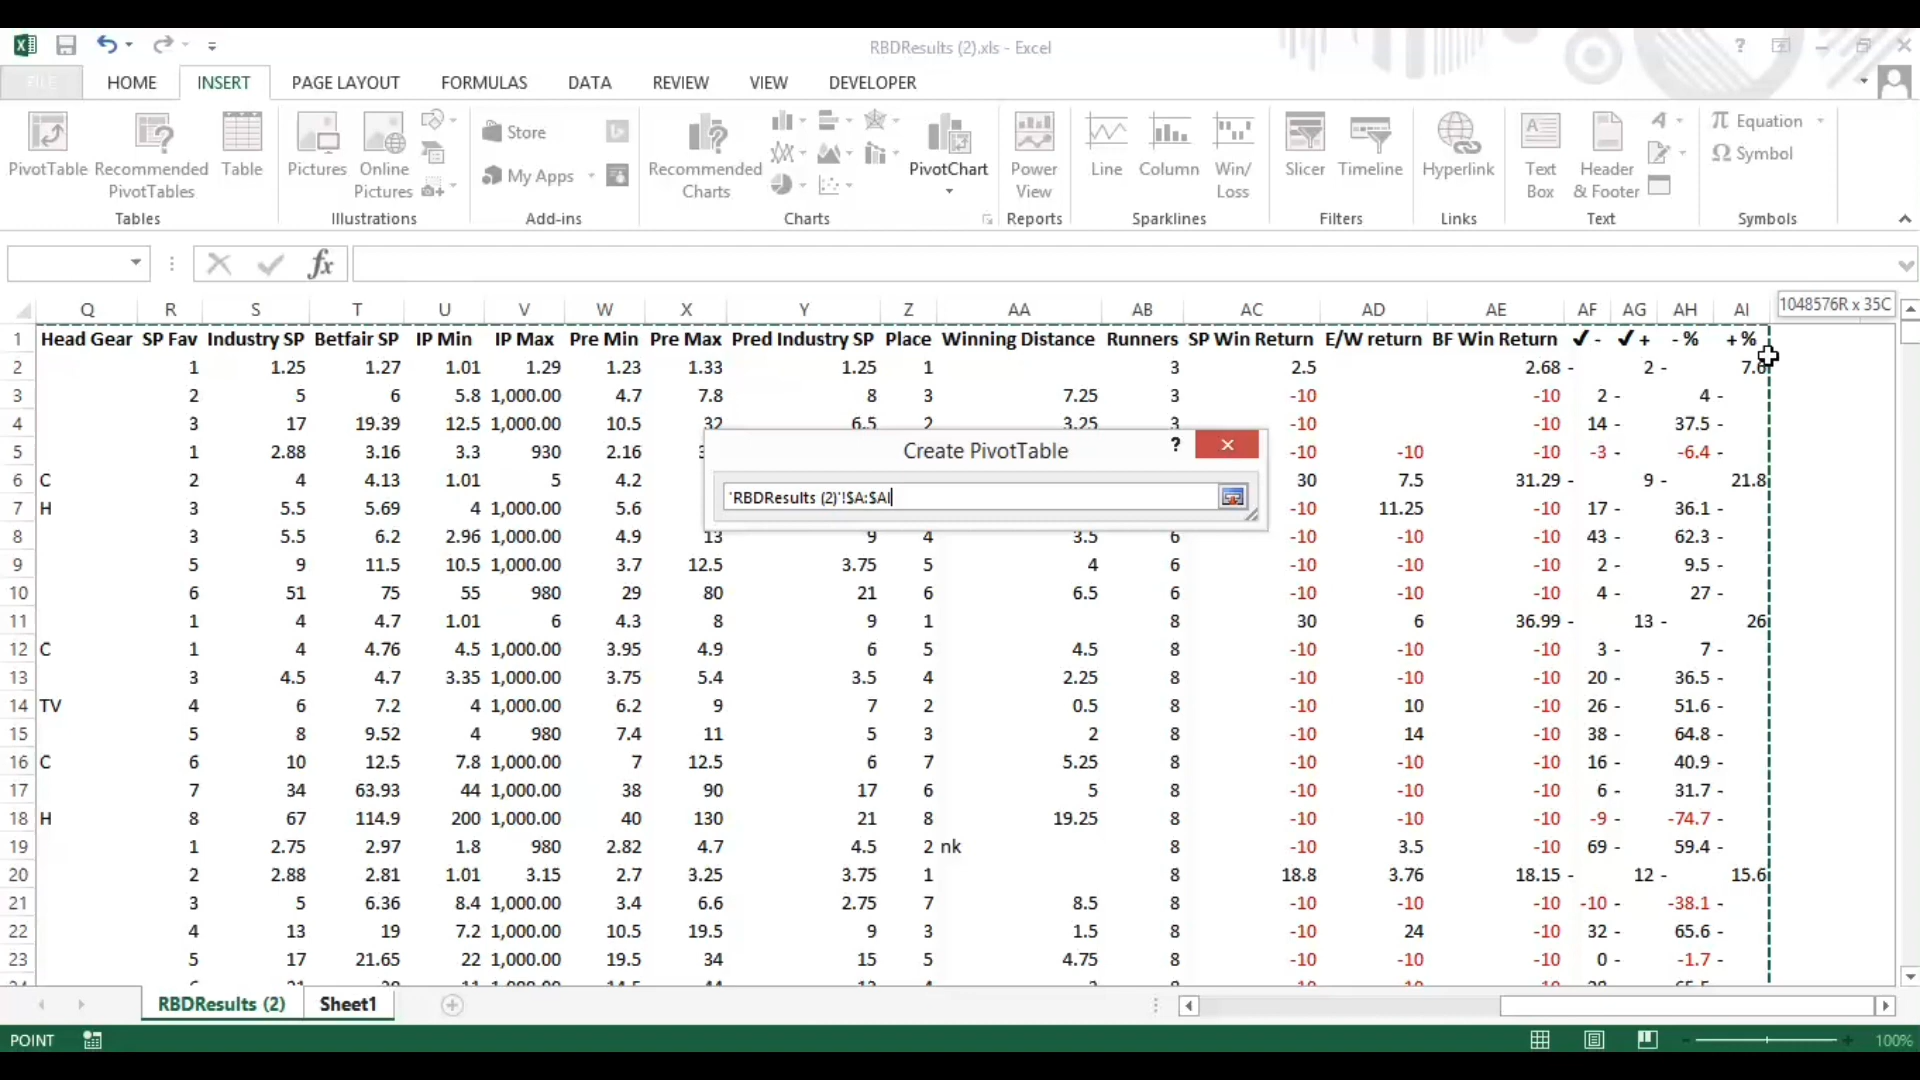 RBDResults (2).xls - Excel
FILE HOME INSERT PAGE LAYOUT FORMULAS DATA REVIEW VIEW DEVELOPER
PivotTable Recommended PivotTables Table Pictures Online Pictures Store My Apps Recommended Charts PivotChart Power View Line Column Win/ Loss Slicer Timeline Hyperlink Text Box Header & Footer π Equation Ω Symbol
Tables Illustrations Add-ins Charts Reports Sparklines Filters Links Text Symbols
fx
Q R S T U V W X Y Z AA AB AC AD AE AF AG AH AI 1048576R x 35C
1 Head Gear SP Fav Industry SP Betfair SP IP Min IP Max Pre Min Pre Max Pred Industry SP Place Winning Distance Runners SP Win Return E/W return BF Win Return ✔ - ✔ + - % + %
2 1 1.25 1.27 1.01 1.29 1.23 1.33 1.25 1 3 2.5 2.68 - 2 - 7.6
3 2 5 6 5.8 1,000.00 4.7 7.8 8 3 7.25 3 -10 -10 2 - 4 -
4 3 17 19.39 12.5 1,000.00 10.5 32 6.5 2 3.25 3 -10 -10 14 - 37.5 -
5 1 2.88 3.16 3.3 930 2.16 -10 -10 -10 -3 - -6.4 -
6 C 2 4 4.13 1.01 5 4.2 30 7.5 31.29 - 9 - 21.8
7 H 3 5.5 5.69 4 1,000.00 5.6 -10 11.25 -10 17 - 36.1 -
8 3 5.5 6.2 2.96 1,000.00 4.9 13 9 4 3.5 6 -10 -10 -10 43 - 62.3 -
9 5 9 11.5 10.5 1,000.00 3.7 12.5 3.75 5 4 6 -10 -10 -10 2 - 9.5 -
10 6 51 75 55 980 29 80 21 6 6.5 6 -10 -10 -10 4 - 27 -
11 1 4 4.7 1.01 6 4.3 8 9 1 8 30 6 36.99 - 13 - 26
12 C 1 4 4.76 4.5 1,000.00 3.95 4.9 6 5 4.5 8 -10 -10 -10 3 - 7 -
13 3 4.5 4.7 3.35 1,000.00 3.75 5.4 3.5 4 2.25 8 -10 -10 -10 20 - 36.5 -
14 TV 4 6 7.2 4 1,000.00 6.2 9 7 2 0.5 8 -10 10 -10 26 - 51.6 -
15 5 8 9.52 4 980 7.4 11 5 3 2 8 -10 14 -10 38 - 64.8 -
16 C 6 10 12.5 7.8 1,000.00 7 12.5 6 7 5.25 8 -10 -10 -10 16 - 40.9 -
17 7 34 63.93 44 1,000.00 38 90 17 6 5 8 -10 -10 -10 6 - 31.7 -
18 H 8 67 114.9 200 1,000.00 40 130 21 8 19.25 8 -10 -10 -10 -9 - -74.7 -
19 1 2.75 2.97 1.8 980 2.82 4.7 4.5 2 nk 8 -10 3.5 -10 69 - 59.4 -
20 2 2.88 2.81 1.01 3.15 2.7 3.25 3.75 1 8 18.8 3.76 18.15 - 12 - 15.6
21 3 5 6.36 8.4 1,000.00 3.4 6.6 2.75 7 8.5 8 -10 -10 -10 -10 - -38.1 -
22 4 13 19 7.2 1,000.00 10.5 19.5 9 3 1.5 8 -10 24 -10 32 - 65.6 -
23 5 17 21.65 22 1,000.00 19.5 34 15 5 4.75 8 -10 -10 -10 0 - -1.7 -
Create PivotTable ?
'RBDResults (2)'!$A:$AI
RBDResults (2) Sheet1
POINT 100%